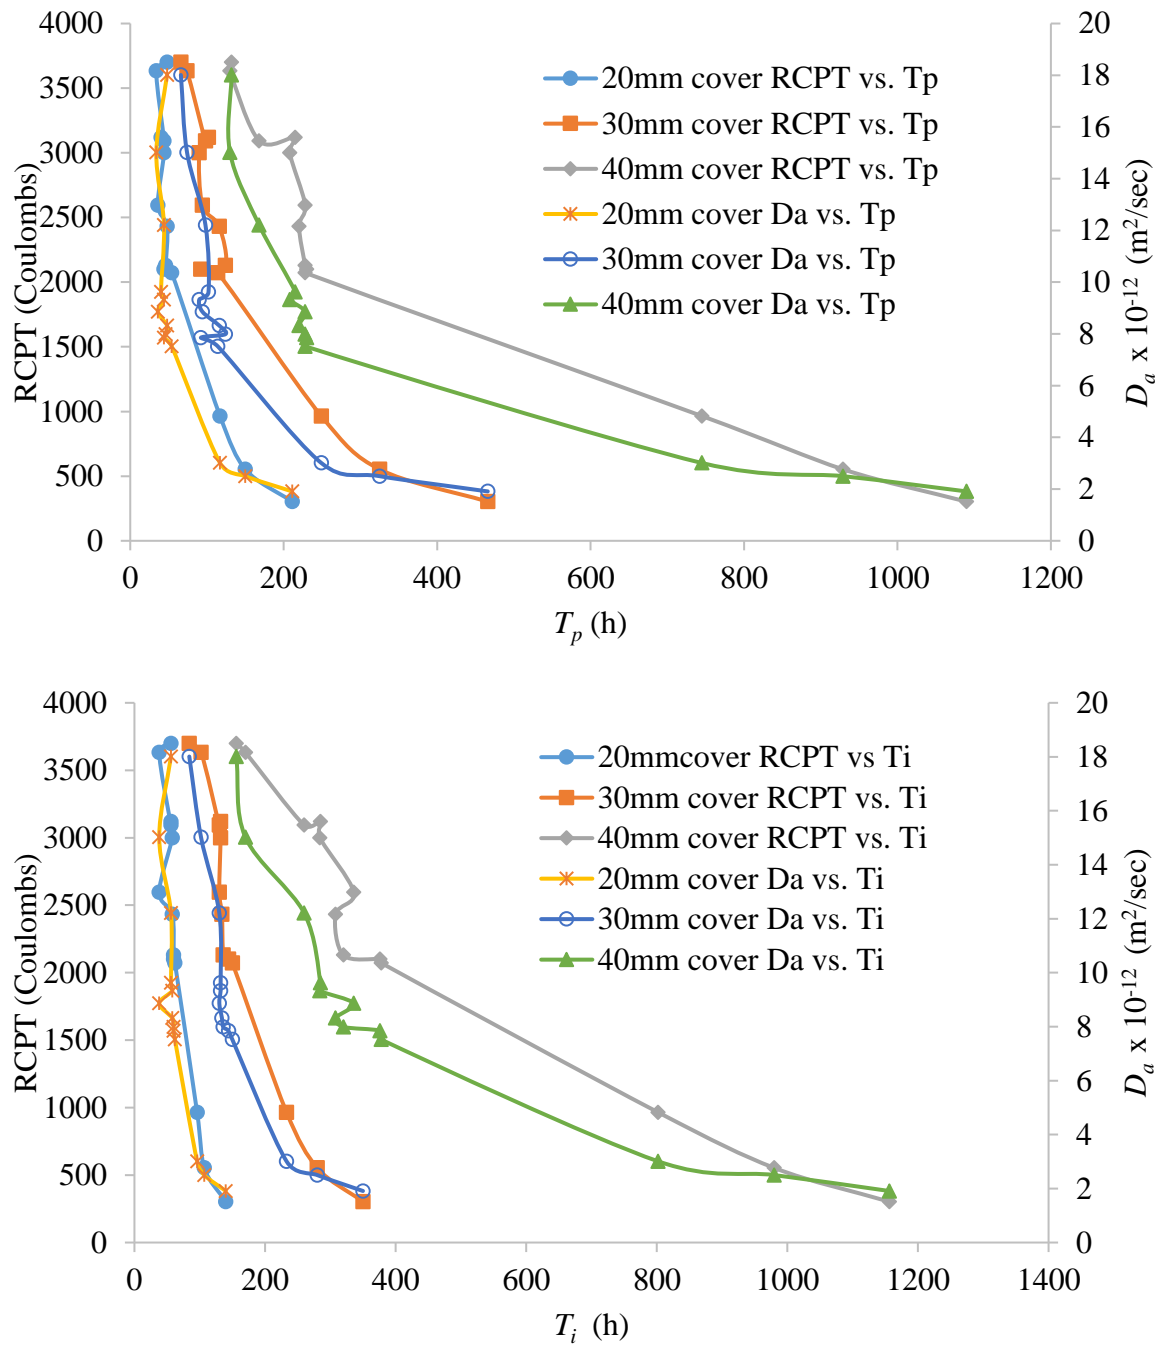 4000
3500
3000
2500
2000
1500
1000
500
0
RCPT (Coulombs)
20mm cover RCPT vs. Tp
30mm cover RCPT vs. Tp
40mm cover RCPT vs. Tp
20mm cover Da vs. Tp
30mm cover Da vs. Tp
40mm cover Da vs. Tp
20
18
16
14
12
10
8
6
4
2
0
Da x 10-12 (m2/sec)
0 200 400 600 800 1000 1200
Tp (h)
4000
3500
3000
2500
2000
1500
1000
500
0
RCPT (Coulombs)
20mmcover RCPT vs Ti
30mm cover RCPT vs. Ti
40mm cover RCPT vs. Ti
20mm cover Da vs. Ti
30mm cover Da vs. Ti
40mm cover Da vs. Ti
20
18
16
14
12
10
8
6
4
2
0
Da x 10-12 (m2/sec)
0 200 400 600 800 1000 1200 1400
Ti (h)